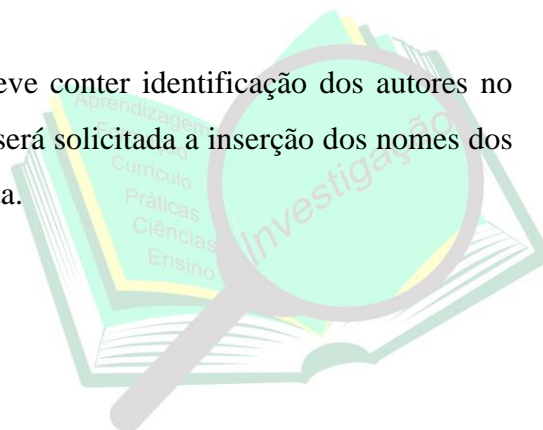 eve conter identificação dos autores no
será solicitada a inserção dos nomes dos
a.
Aprendizagem
Currículo
Práticas
Ciências
Ensino
Investigação